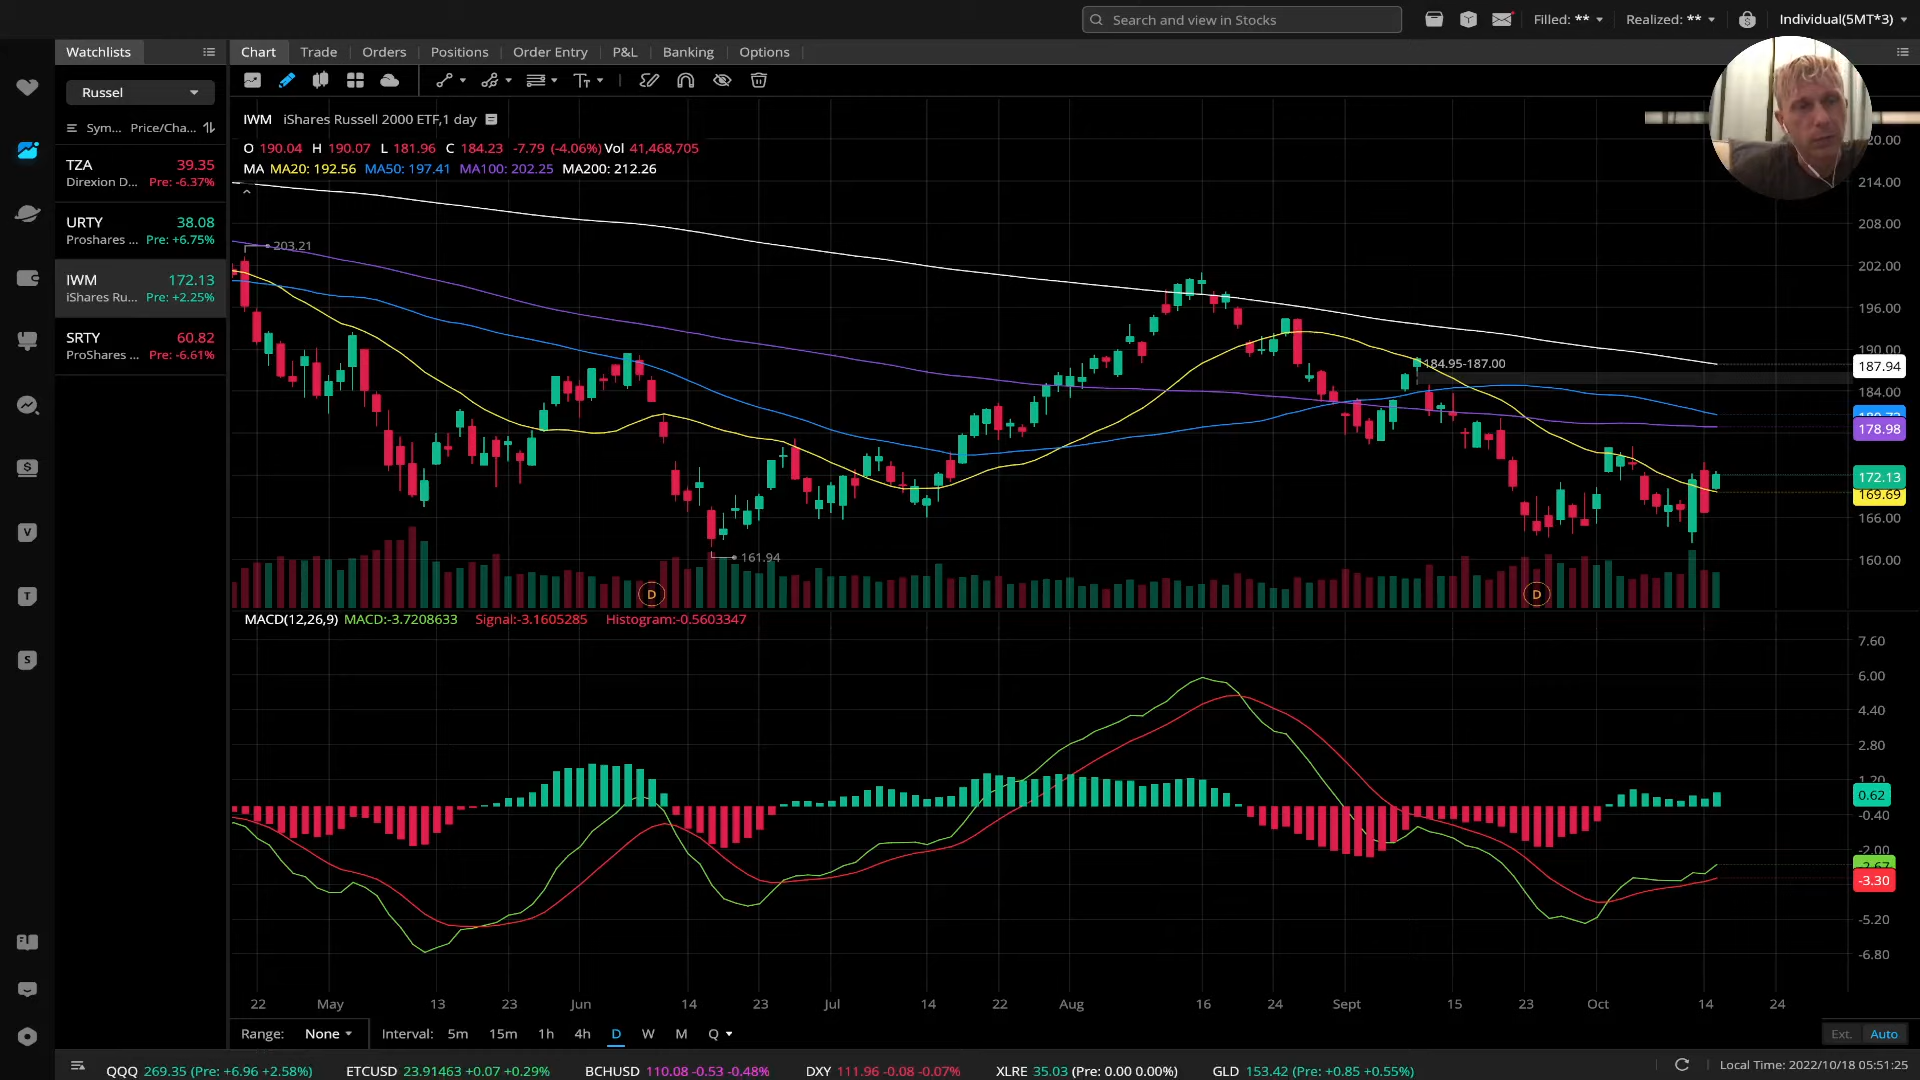 Search and view in Stocks
Filled: **
Realized: **
Individual(5MT*3)
Watchlists
Chart
Trade
Orders
Positions
Order Entry
P&L
Banking
Options
Russel
Sym...
Price/Cha...
TZA 39.35
Direxion D... Pre: -6.37%
URTY 38.08
Proshares ... Pre: +6.75%
IWM 172.13
iShares Ru... Pre: +2.25%
SRTY 60.82
ProShares ... Pre: -6.61%
IWM iShares Russell 2000 ETF,1 day
O 190.04 H 190.07 L 181.96 C 184.23 -7.79 (-4.06%) Vol 41,468,705
MA MA20: 192.56 MA50: 197.41 MA100: 202.25 MA200: 212.26
203.21
184.95-187.00
161.94
D
D
214.00
208.00
202.00
196.00
190.00
187.94
184.00
178.98
172.13
169.69
166.00
160.00
MACD(12,26,9) MACD:-3.7208633 Signal:-3.1605285 Histogram:-0.5603347
7.60
6.00
4.40
2.80
1.20
0.62
-0.40
-2.00
-2.67
-3.30
-5.20
-6.80
22 May 13 23 Jun 14 23 Jul 14 22 Aug 16 24 Sept 15 23 Oct 14 24
Range: None Interval: 5m 15m 1h 4h D W M Q
Ext. Auto
QQQ 269.35 (Pre: +6.96 +2.58%) ETCUSD 23.91463 +0.07 +0.29% BCHUSD 110.08 -0.53 -0.48% DXY 111.96 -0.08 -0.07% XLRE 35.03 (Pre: 0.00 0.00%) GLD 153.42 (Pre: +0.85 +0.55%)
Local Time: 2022/10/18 05:51:25